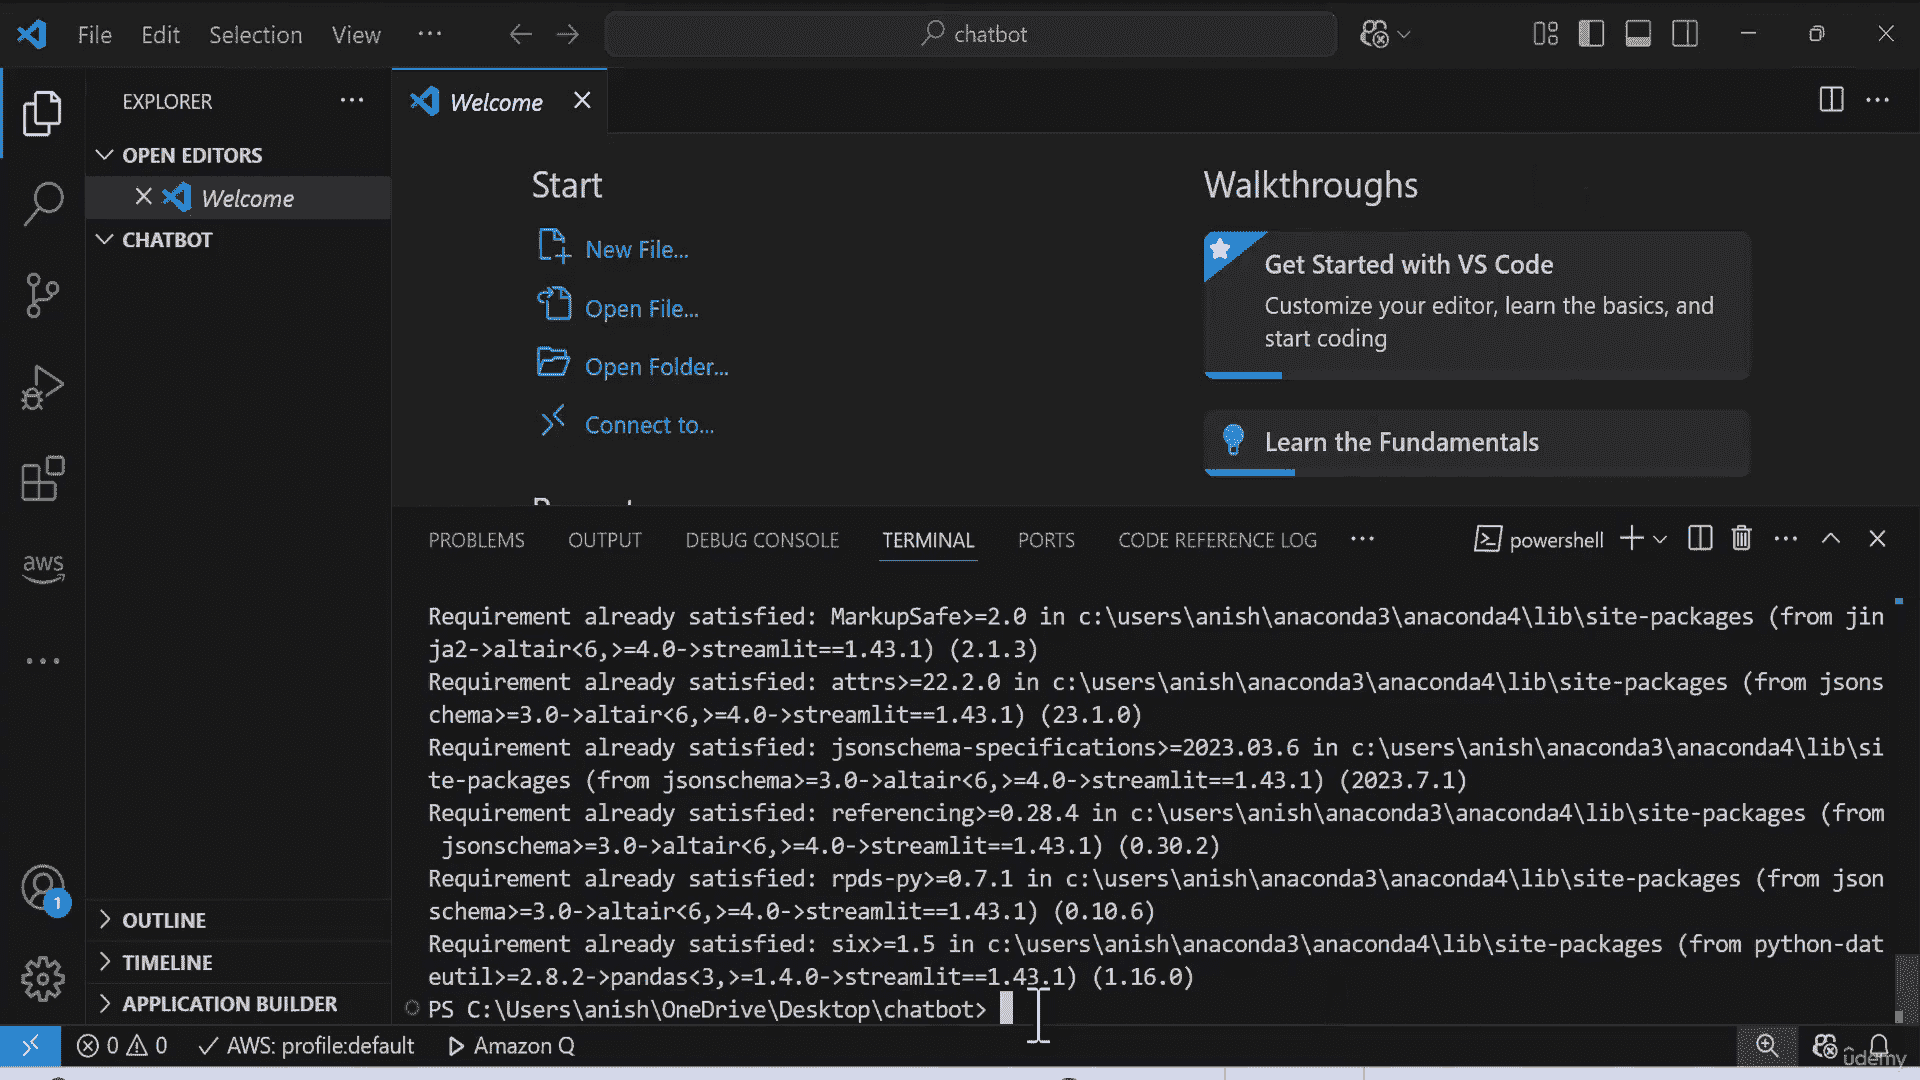 File Edit Selection View ··· chatbot
EXPLORER ···
Welcome
OPEN EDITORS
Welcome
CHATBOT
aws
1
OUTLINE
TIMELINE
APPLICATION BUILDER
Start
New File...
Open File...
Open Folder...
Connect to...
Walkthroughs
Get Started with VS Code
Customize your editor, learn the basics, and
start coding
Learn the Fundamentals
PROBLEMS OUTPUT DEBUG CONSOLE TERMINAL PORTS CODE REFERENCE LOG ··· powershell
Requirement already satisfied: MarkupSafe>=2.0 in c:\users\anish\anaconda3\anaconda4\lib\site-packages (from jin
ja2->altair<6,>=4.0->streamlit==1.43.1) (2.1.3)
Requirement already satisfied: attrs>=22.2.0 in c:\users\anish\anaconda3\anaconda4\lib\site-packages (from jsons
chema>=3.0->altair<6,>=4.0->streamlit==1.43.1) (23.1.0)
Requirement already satisfied: jsonschema-specifications>=2023.03.6 in c:\users\anish\anaconda3\anaconda4\lib\si
te-packages (from jsonschema>=3.0->altair<6,>=4.0->streamlit==1.43.1) (2023.7.1)
Requirement already satisfied: referencing>=0.28.4 in c:\users\anish\anaconda3\anaconda4\lib\site-packages (from
jsonschema>=3.0->altair<6,>=4.0->streamlit==1.43.1) (0.30.2)
Requirement already satisfied: rpds-py>=0.7.1 in c:\users\anish\anaconda3\anaconda4\lib\site-packages (from json
schema>=3.0->altair<6,>=4.0->streamlit==1.43.1) (0.10.6)
Requirement already satisfied: six>=1.5 in c:\users\anish\anaconda3\anaconda4\lib\site-packages (from python-dat
eutil>=2.8.2->pandas<3,>=1.4.0->streamlit==1.43.1) (1.16.0)
PS C:\Users\anish\OneDrive\Desktop\chatbot>
0 0 AWS: profile:default Amazon Q
udemy